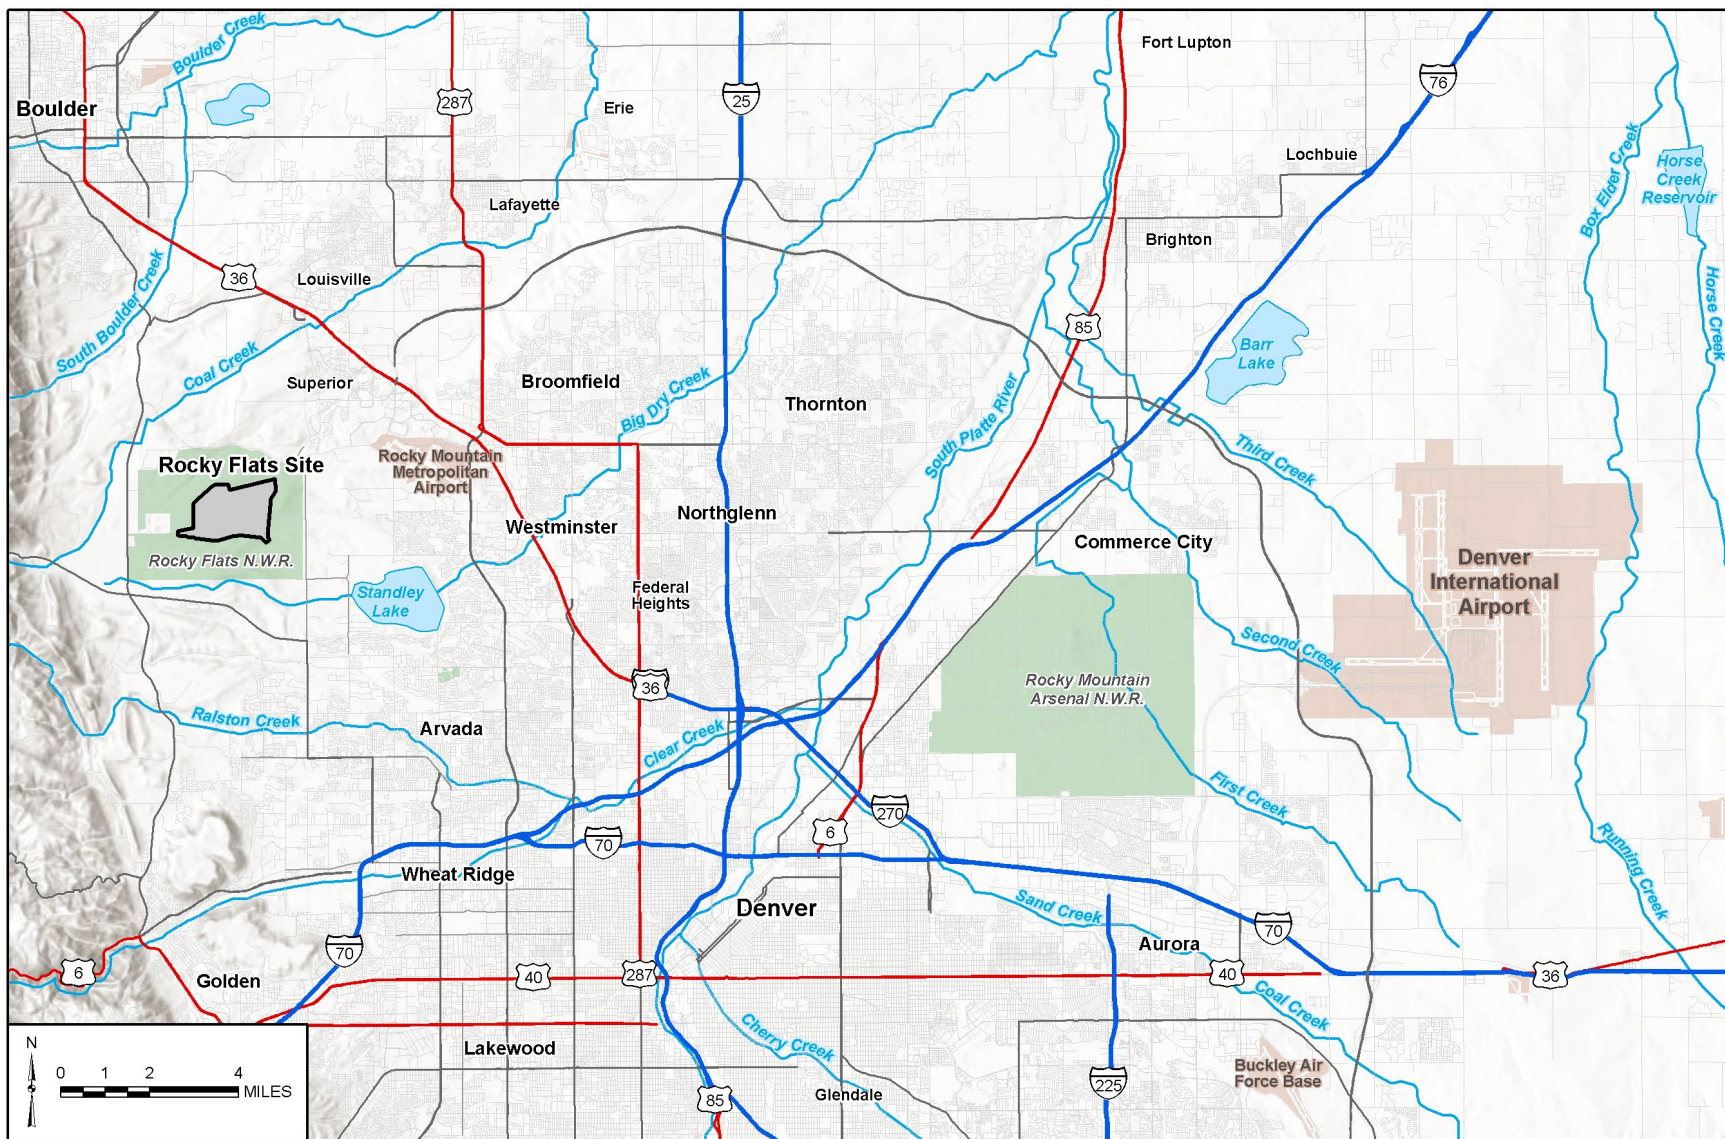 Boulder Creek
Fort Lupton
76
Boulder
287
25
Erie
Lochbuie
Horse
Creek
Reservoir
Box Elder Creek
Lafayette
Brighton
36
Louisville
South Boulder Creek
Horse Creek
85
Barr
Lake
Coal Creek
Superior
Broomfield
Big Dry Creek
Thornton
South Platte River
Third Creek
Rocky Flats Site
Rocky Mountain
Metropolitan
Airport
Northglenn
Westminster
Commerce City
Rocky Flats N.W.R.
Denver
International
Airport
Standley
Lake
Federal
Heights
Second Creek
36
Rocky Mountain
Arsenal N.W.R.
Ralston Creek
Arvada
Clear Creek
First Creek
270
6
70
Running Creek
Wheat Ridge
Denver
Sand Creek
70
70
Aurora
6
Golden
40
287
40
36
Coal Creek
Cherry Creek
Lakewood
N
0 1 2 4
MILES
Buckley Air
Force Base
225
85
Glendale